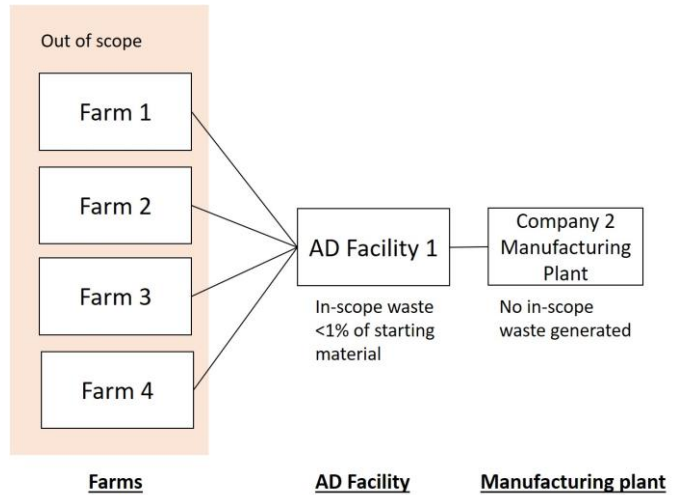 Out of scope
Farm 1
Farm 2
Farm 3
Farm 4
AD Facility 1
In-scope waste
<1% of starting
material
Company 2
Manufacturing
Plant
No in-scope
waste generated
Farms
AD Facility
Manufacturing plant